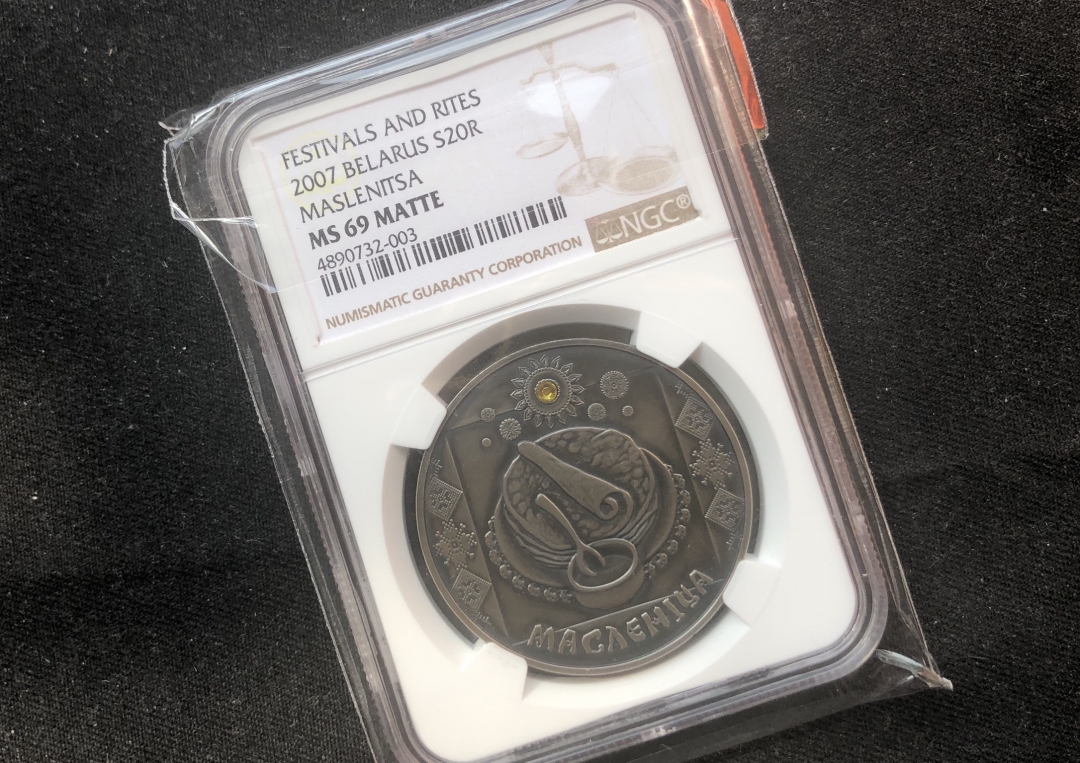 FESTIVALS AND RITES
2007 BELARUS S20R
MASLENITSA
MS 69 MATTE
4890732-003
NUMISMATIC GUARANTY CORPORATION
NGC®
МАСЛЕНІЦА